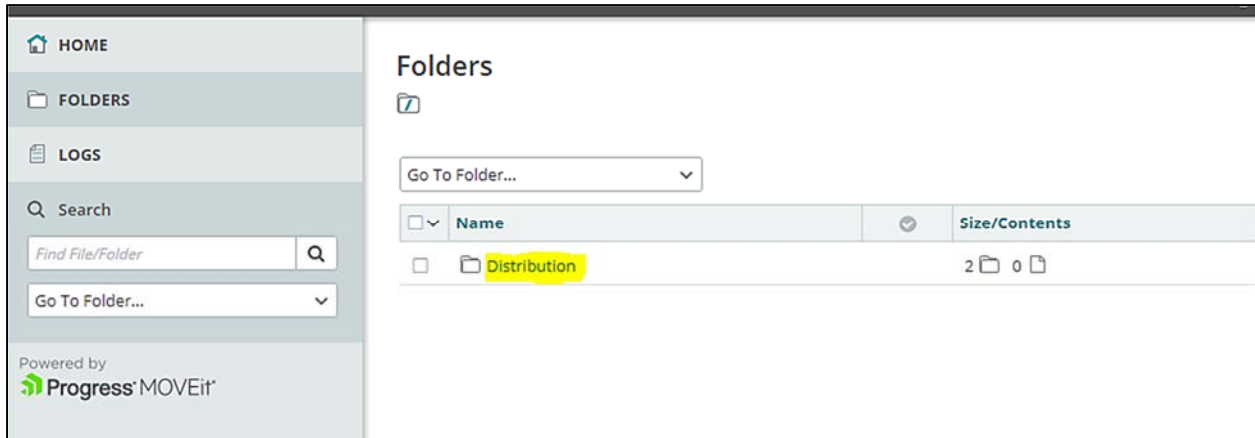 HOME
FOLDERS
LOGS
Search
Find File/Folder
Go To Folder...
Powered by
Progress MOVEit
Folders
Go To Folder...
Name
Size/Contents
Distribution
2 0